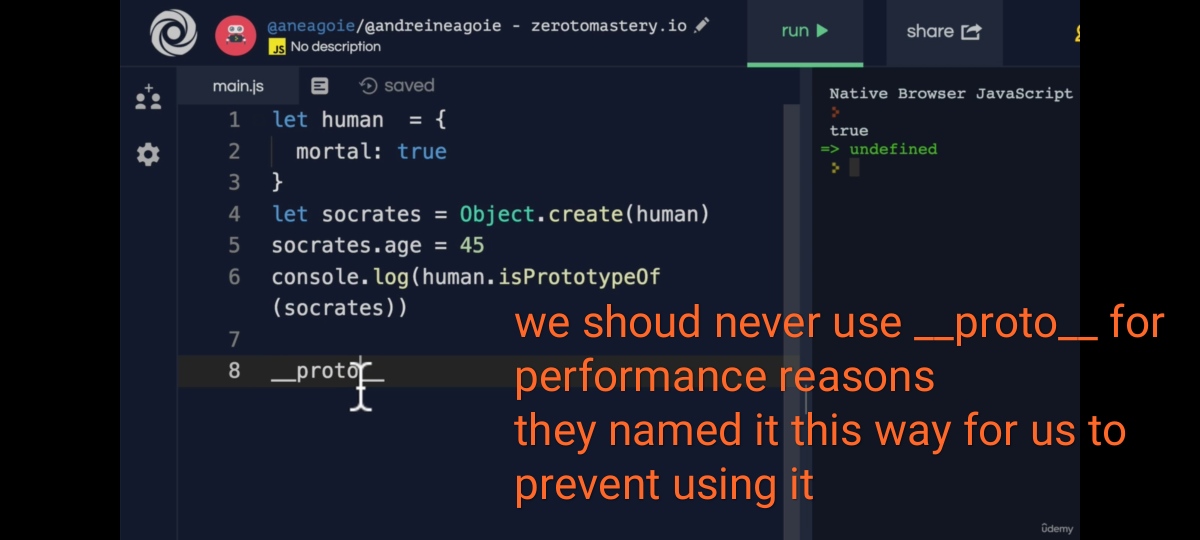 @aneagoie/@andreineagoie - zerotomastery.io
JS No description
run
share
main.js
saved
1 let human = {
2 mortal: true
3 }
4 let socrates = Object.create(human)
5 socrates.age = 45
6 console.log(human.isPrototypeOf
(socrates))
7
8 __proto__
Native Browser JavaScript
true
=> undefined
we shoud never use __proto__ for
performance reasons
they named it this way for us to
prevent using it
ûdemy